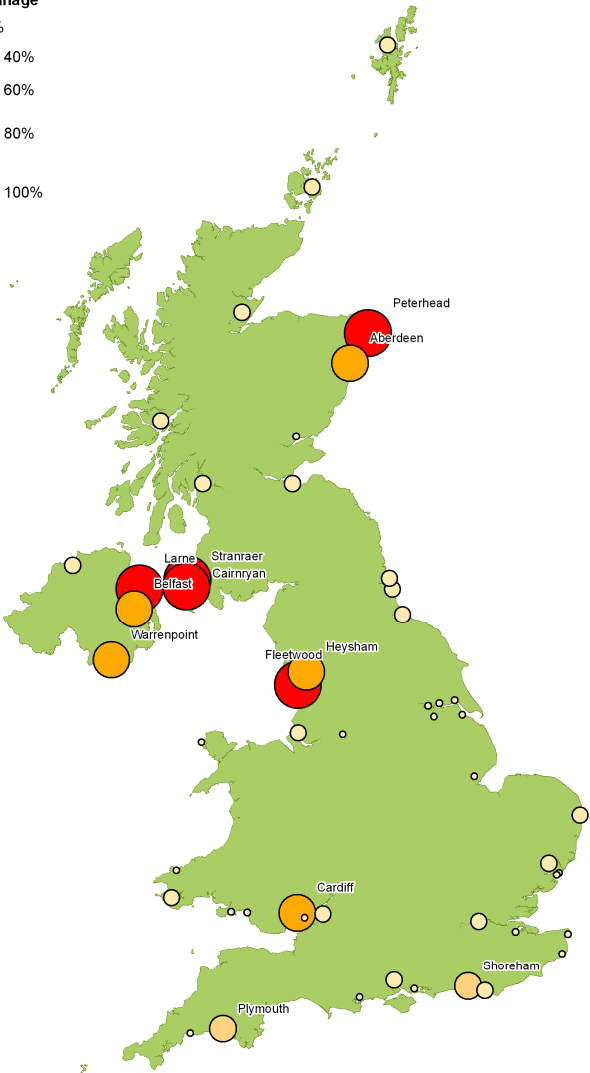 40%
60%
80%
100%
Peterhead
Aberdeen
Larne
Stranraer
Cairnryan
Belfast
Warrenpoint
Heysham
Fleetwood
Cardiff
Shoreham
Plymouth